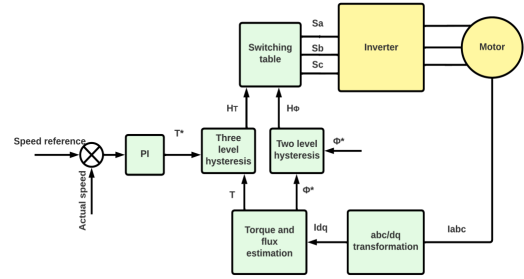 Sa
Switching
table
Sb
Sc
Inverter
Motor
HT
HΦ
T*
Speed reference
PI
Three
level
hysteresis
Two level
hysteresis
Φ*
Actual speed
T
Φ*
Torque and
flux
estimation
Idq
abc/dq
transformation
Iabc